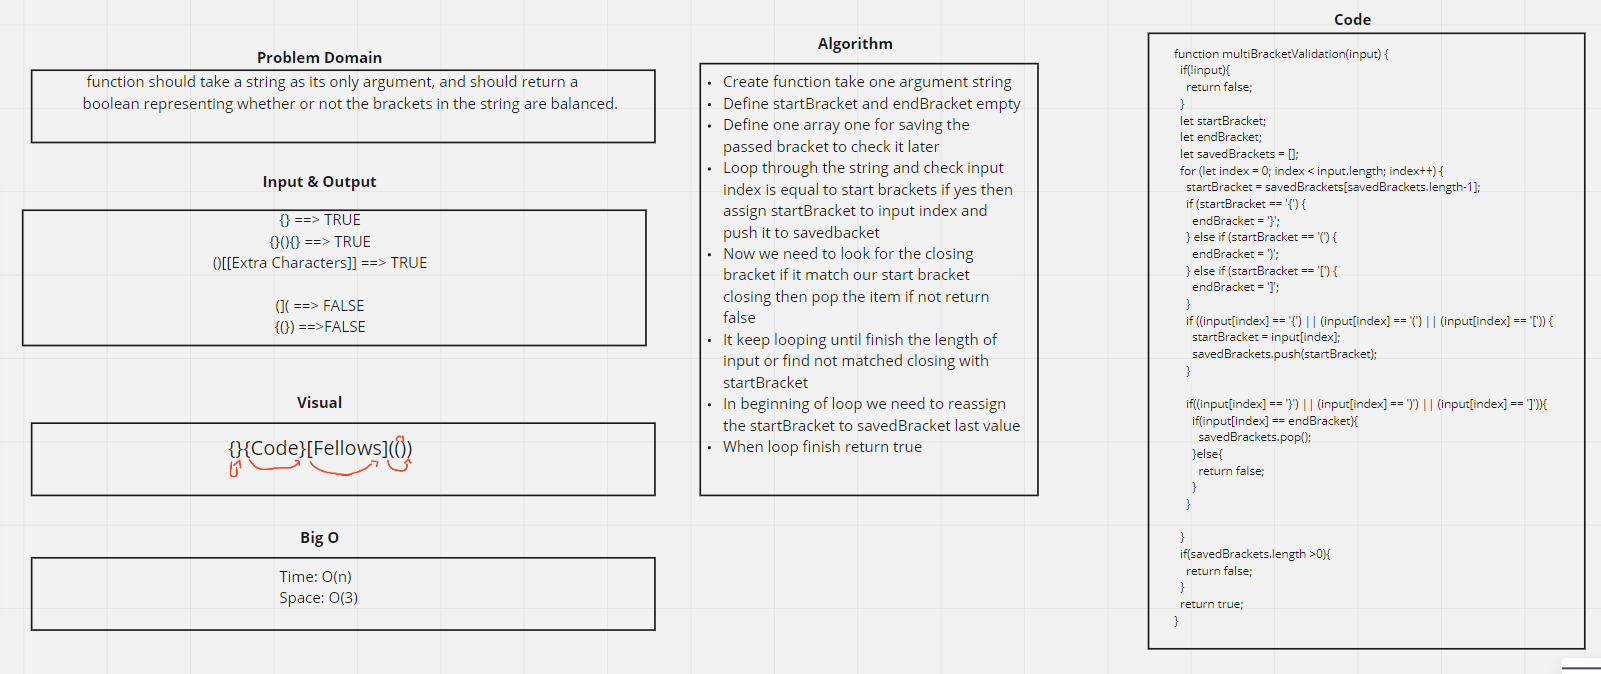 Problem Domain
function should take a string as its only argument, and should return a
boolean representing whether or not the brackets in the string are balanced.
Input & Output
{} ==> TRUE
{}(){} ==> TRUE
()[[Extra Characters]] ==> TRUE
(]( ==> FALSE
{(}) ==>FALSE
Visual
{}{Code}[Fellows](())
Big O
Time: O(n)
Space: O(3)
Algorithm
• Create function take one argument string
• Define startBracket and endBracket empty
• Define one array one for saving the
passed bracket to check it later
• Loop through the string and check input
index is equal to start brackets if yes then
assign startBracket to input index and
push it to savedbacket
• Now we need to look for the closing
bracket if it match our start bracket
closing then pop the item if not return
false
• It keep looping until finish the length of
input or find not matched closing with
startBracket
• In beginning of loop we need to reassign
the startBracket to savedBracket last value
• When loop finish return true
Code
function multiBracketValidation(input) {
if(!input){
return false;
}
let startBracket;
let endBracket;
let savedBrackets = [];
for (let index = 0; index < input.length; index++) {
startBracket = savedBrackets[savedBrackets.length-1];
if (startBracket == '{') {
endBracket = '}';
} else if (startBracket == '(') {
endBracket = ')';
} else if (startBracket == '[') {
endBracket = ']';
}
if ((input[index] == '{') || (input[index] == '(') || (input[index] == '[')) {
startBracket = input[index];
savedBrackets.push(startBracket);
}
if((input[index] == '}') || (input[index] == ')') || (input[index] == ']')){
if(input[index] == endBracket){
savedBrackets.pop();
}else{
return false;
}
}
}
if(savedBrackets.length >0){
return false;
}
return true;
}